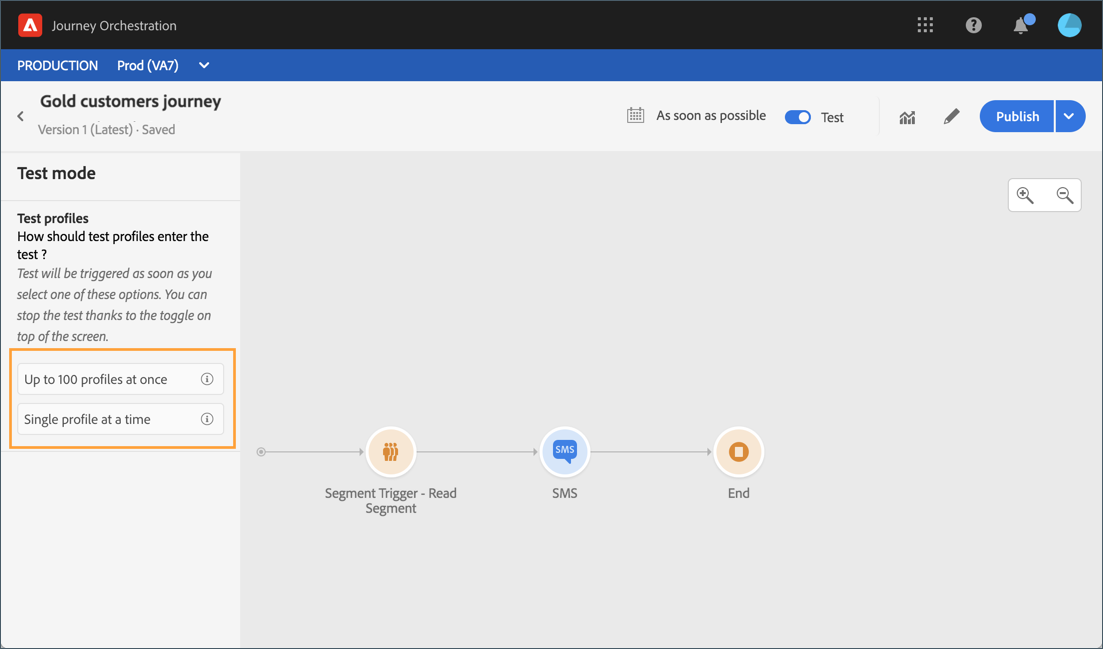 Journey Orchestration
PRODUCTION Prod (VA7)
Gold customers journey
Version 1 (Latest) · Saved
As soon as possible
Test
Publish
Test mode
Test profiles
How should test profiles enter the
test ?
Test will be triggered as soon as you
select one of these options. You can
stop the test thanks to the toggle on
top of the screen.
Up to 100 profiles at once
Single profile at a time
Segment Trigger - Read
Segment
SMS
SMS
End